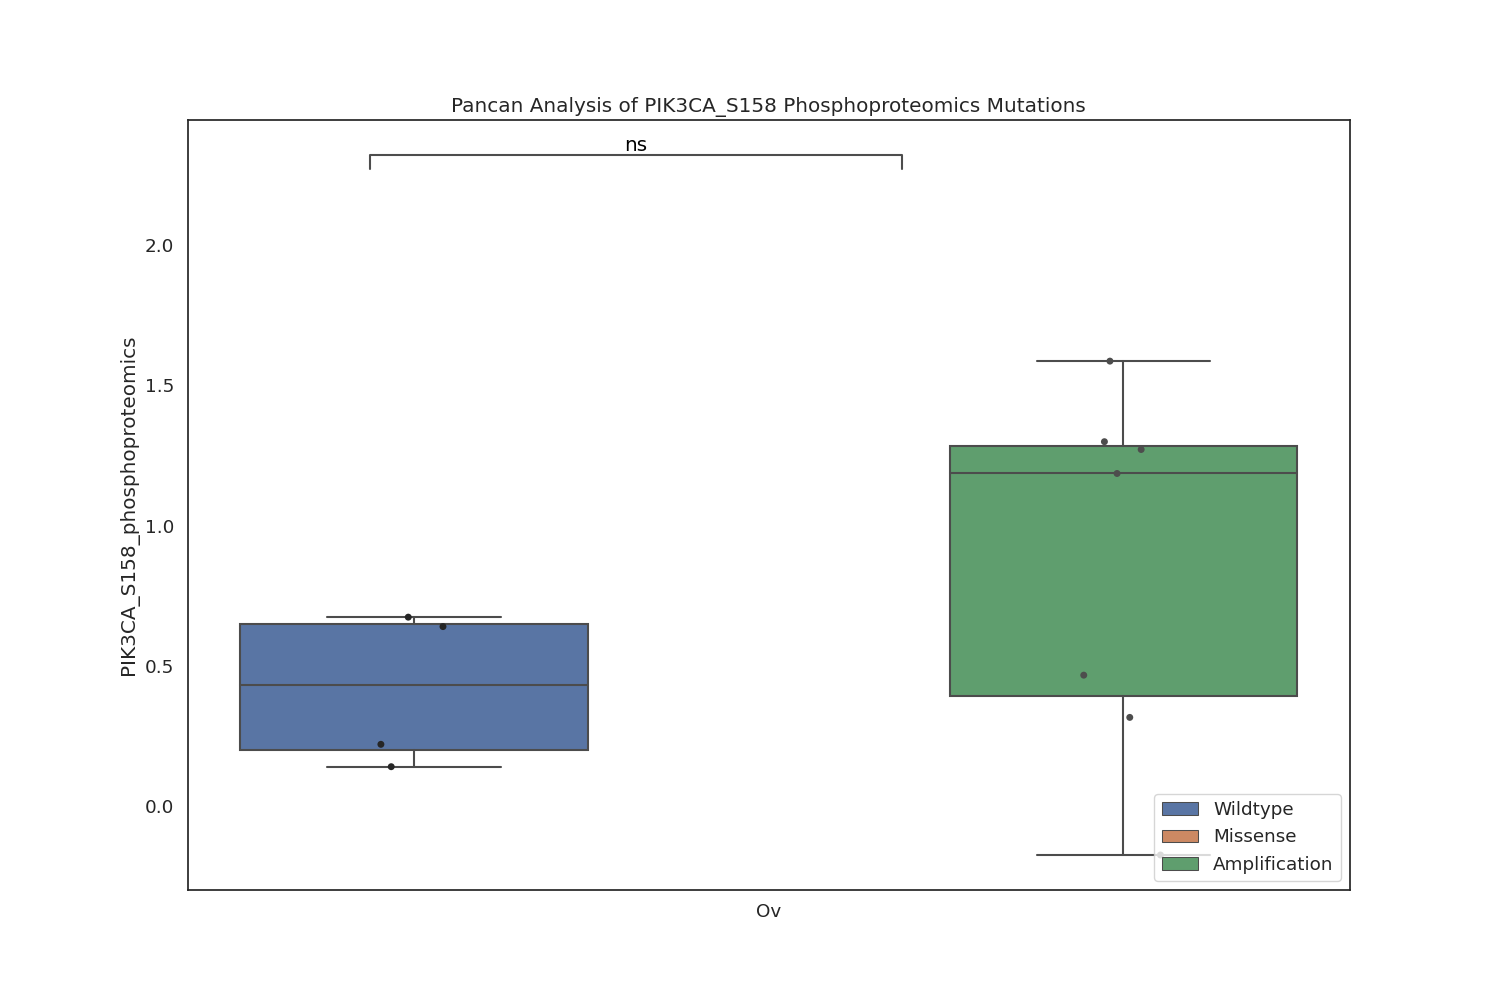 Pancan Analysis of PIK3CA_S158 Phosphoproteomics Mutations
ns
PIK3CA_S158_phosphoproteomics
2.0
1.5
1.0
0.5
0.0
Wildtype
Missense
Amplification
Ov